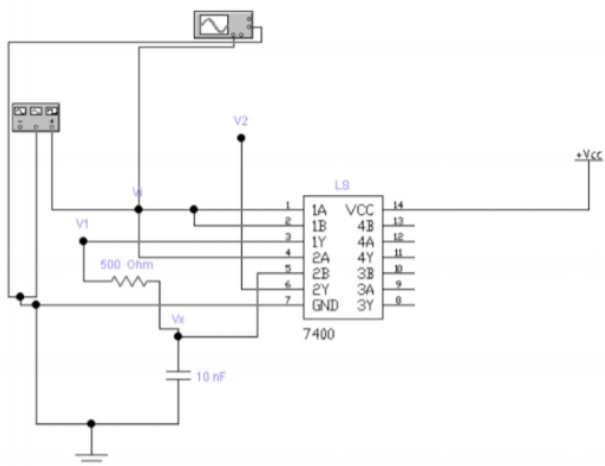 V2
+Vcc
LS
Vi
1 1A VCC 14
2 1B 4B 13
V1
3 1Y 4A 12
4 2A 4Y 11
500 Ohm
5 2B 3B 10
6 2Y 3A 9
7 GND 3Y 8
Vx
7400
10 nF